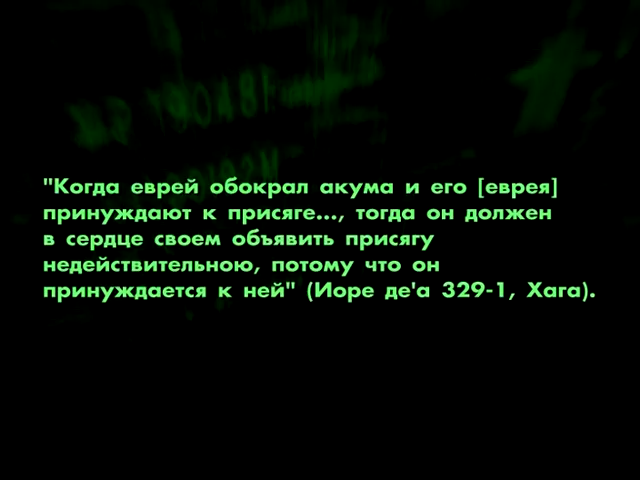 "Когда еврей обокрал акума и его [еврея]
принуждают к присяге..., тогда он должен
в сердце своем объявить присягу
недействительною, потому что он
принуждается к ней" (Иоре де'а 329-1, Хага).